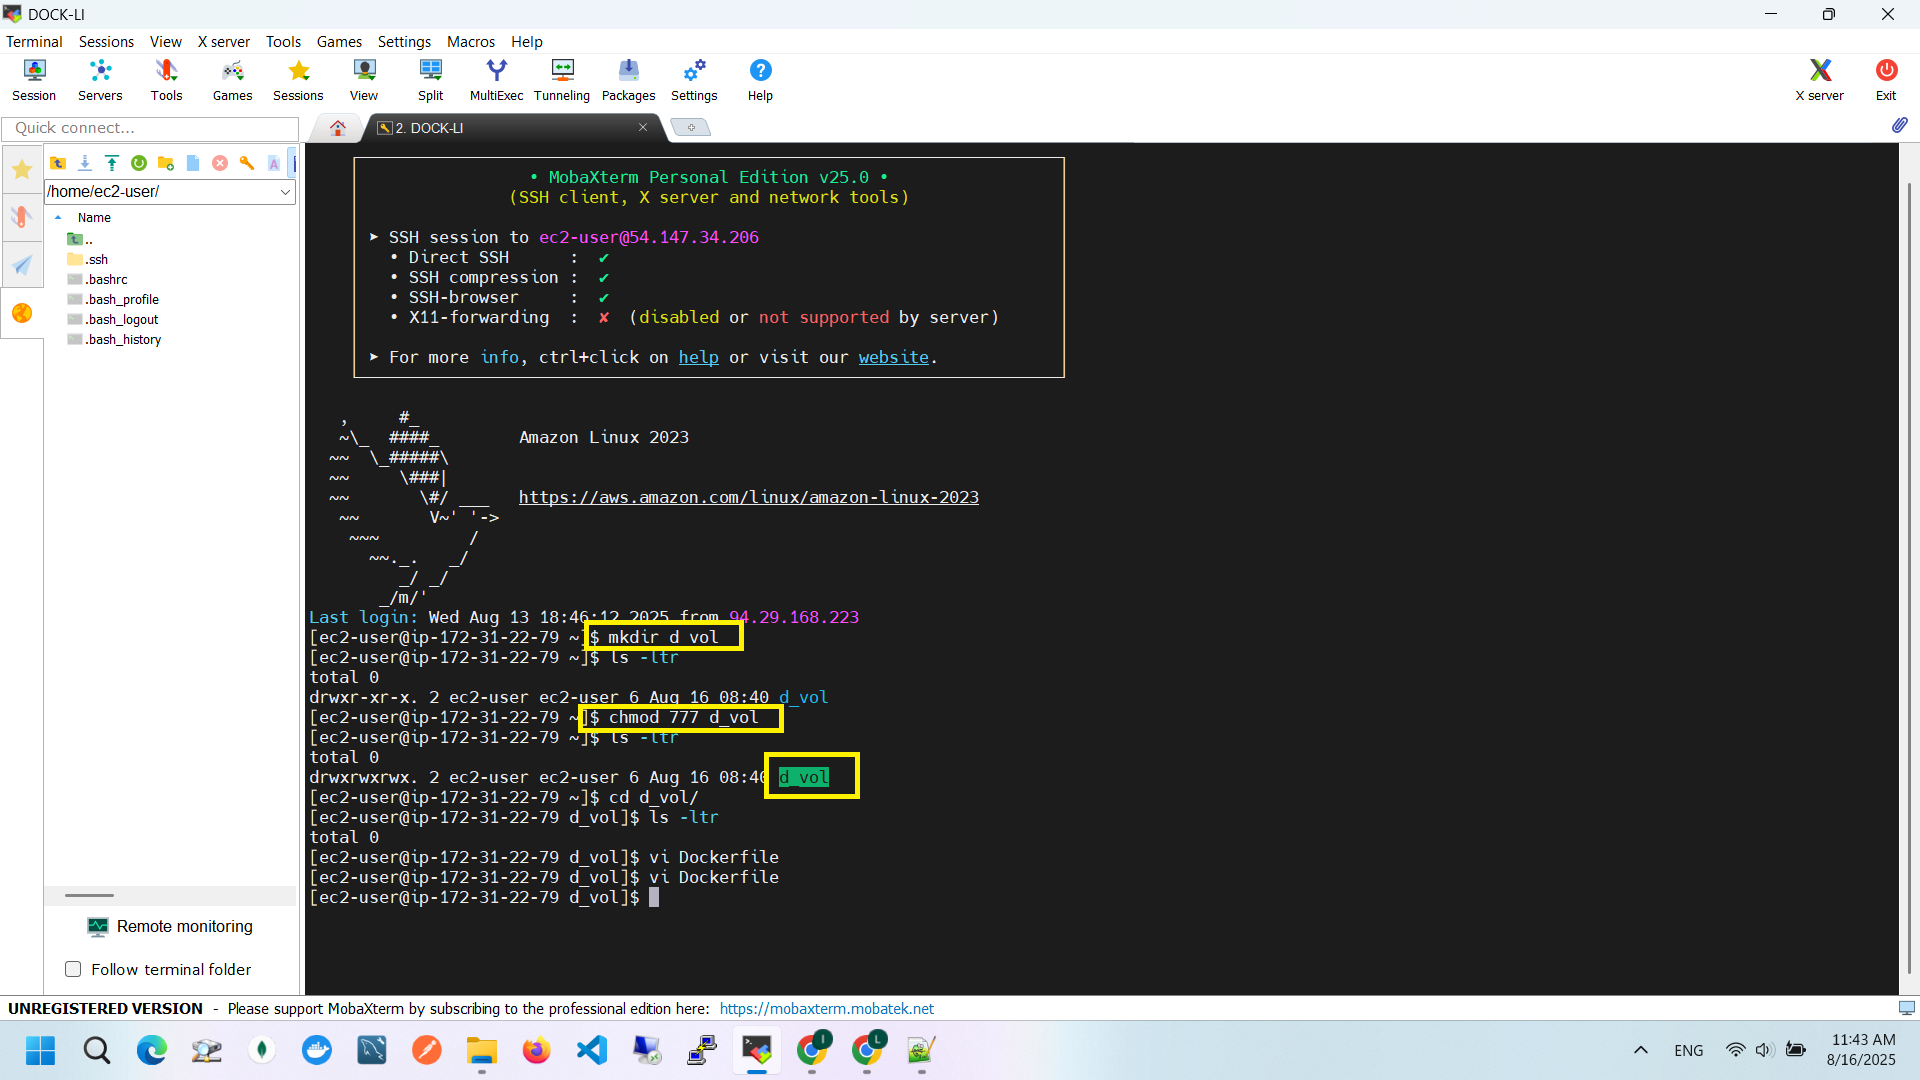 DOCK-LI
Terminal Sessions View X server Tools Games Settings Macros Help
Session Servers Tools Games Sessions View Split MultiExec Tunneling Packages Settings Help X server Exit
Quick connect...
2. DOCK-LI
/home/ec2-user/
Name
..
.ssh
.bashrc
.bash_profile
.bash_logout
.bash_history
Remote monitoring
Follow terminal folder
• MobaXterm Personal Edition v25.0 •
(SSH client, X server and network tools)
➤ SSH session to ec2-user@54.147.34.206
• Direct SSH : ✔
• SSH compression : ✔
• SSH-browser : ✔
• X11-forwarding : ✘ (disabled or not supported by server)
➤ For more info, ctrl+click on help or visit our website.
, #_
~\_ ####_ Amazon Linux 2023
~~ \_#####\
~~ \###|
~~ \#/ ___ https://aws.amazon.com/linux/amazon-linux-2023
~~ V~' '->
~~~ /
~~._. _/
_/ _/
_/m/'
Last login: Wed Aug 13 18:46:12 2025 from 94.29.168.223
[ec2-user@ip-172-31-22-79 ~]$ mkdir d_vol
[ec2-user@ip-172-31-22-79 ~]$ ls -ltr
total 0
drwxr-xr-x. 2 ec2-user ec2-user 6 Aug 16 08:40 d_vol
[ec2-user@ip-172-31-22-79 ~]$ chmod 777 d_vol
[ec2-user@ip-172-31-22-79 ~]$ ls -ltr
total 0
drwxrwxrwx. 2 ec2-user ec2-user 6 Aug 16 08:40 d_vol
[ec2-user@ip-172-31-22-79 ~]$ cd d_vol/
[ec2-user@ip-172-31-22-79 d_vol]$ ls -ltr
total 0
[ec2-user@ip-172-31-22-79 d_vol]$ vi Dockerfile
[ec2-user@ip-172-31-22-79 d_vol]$ vi Dockerfile
[ec2-user@ip-172-31-22-79 d_vol]$
UNREGISTERED VERSION - Please support MobaXterm by subscribing to the professional edition here: https://mobaxterm.mobatek.net
ENG
11:43 AM
8/16/2025